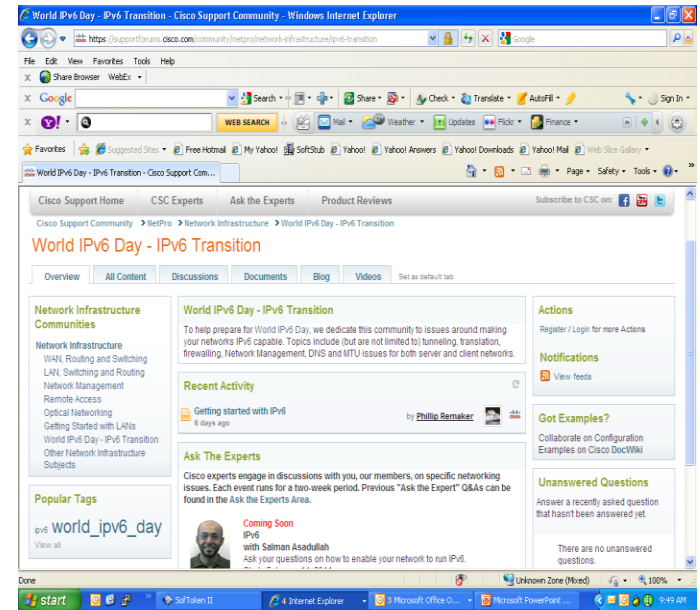 World IPv6 Day - IPv6 Transition - Cisco Support Community - Windows Internet Explorer
https://supportforums.cisco.com/community/netpro/network-infrastructure/ipv6-transition
Google
File Edit View Favorites Tools Help
x Share Browser WebEx
x Google Search Share Check Translate AutoFill Sign In
x Y! WEB SEARCH Mail Weather Updates Flickr Finance
Favorites Suggested Sites Free Hotmail My Yahoo! SoftStub Yahoo! Yahoo! Answers Yahoo! Downloads Yahoo! Mail Web Slice Gallery
World IPv6 Day - IPv6 Transition - Cisco Support Com... Page Safety Tools
Cisco Support Home CSC Experts Ask the Experts Product Reviews Subscribe to CSC on:
Cisco Support Community > NetPro > Network Infrastructure > World IPv6 Day - IPv6 Transition
World IPv6 Day - IPv6 Transition
Overview All Content Discussions Documents Blog Videos Set as default tab
Network Infrastructure
Communities
Network Infrastructure
WAN, Routing and Switching
LAN, Switching and Routing
Network Management
Remote Access
Optical Networking
Getting Started with LANs
World IPv6 Day - IPv6 Transition
Other Network Infrastructure
Subjects
Popular Tags
ipv6 world_ipv6_day
View all
World IPv6 Day - IPv6 Transition
To help prepare for World IPv6 Day, we dedicate this community to issues around making
your networks IPv6 capable. Topics include (but are not limited to) tunneling, translation,
firewalling, Network Management, DNS and MTU issues for both server and client networks.
Recent Activity
Getting started with IPv6
6 days ago
by Phillip Remaker
Ask The Experts
Cisco experts engage in discussions with you, our members, on specific networking
issues. Each event runs for a two-week period. Previous "Ask the Expert" Q&As can be
found in the Ask the Experts Area.
Coming Soon
IPv6
with Salman Asadullah
Ask your questions on how to enable your network to run IPv6.
Actions
Register / Login for more Actions
Notifications
View feeds
Got Examples?
Collaborate on Configuration
Examples on Cisco DocWiki
Unanswered Questions
Answer a recently asked question
that hasn't been answered yet.
There are no unanswered
questions.
Done Unknown Zone (Mixed) 100%
start SofToken II 4 Internet Explorer 3 Microsoft Office O... Microsoft PowerPoint ... 9:49 AM